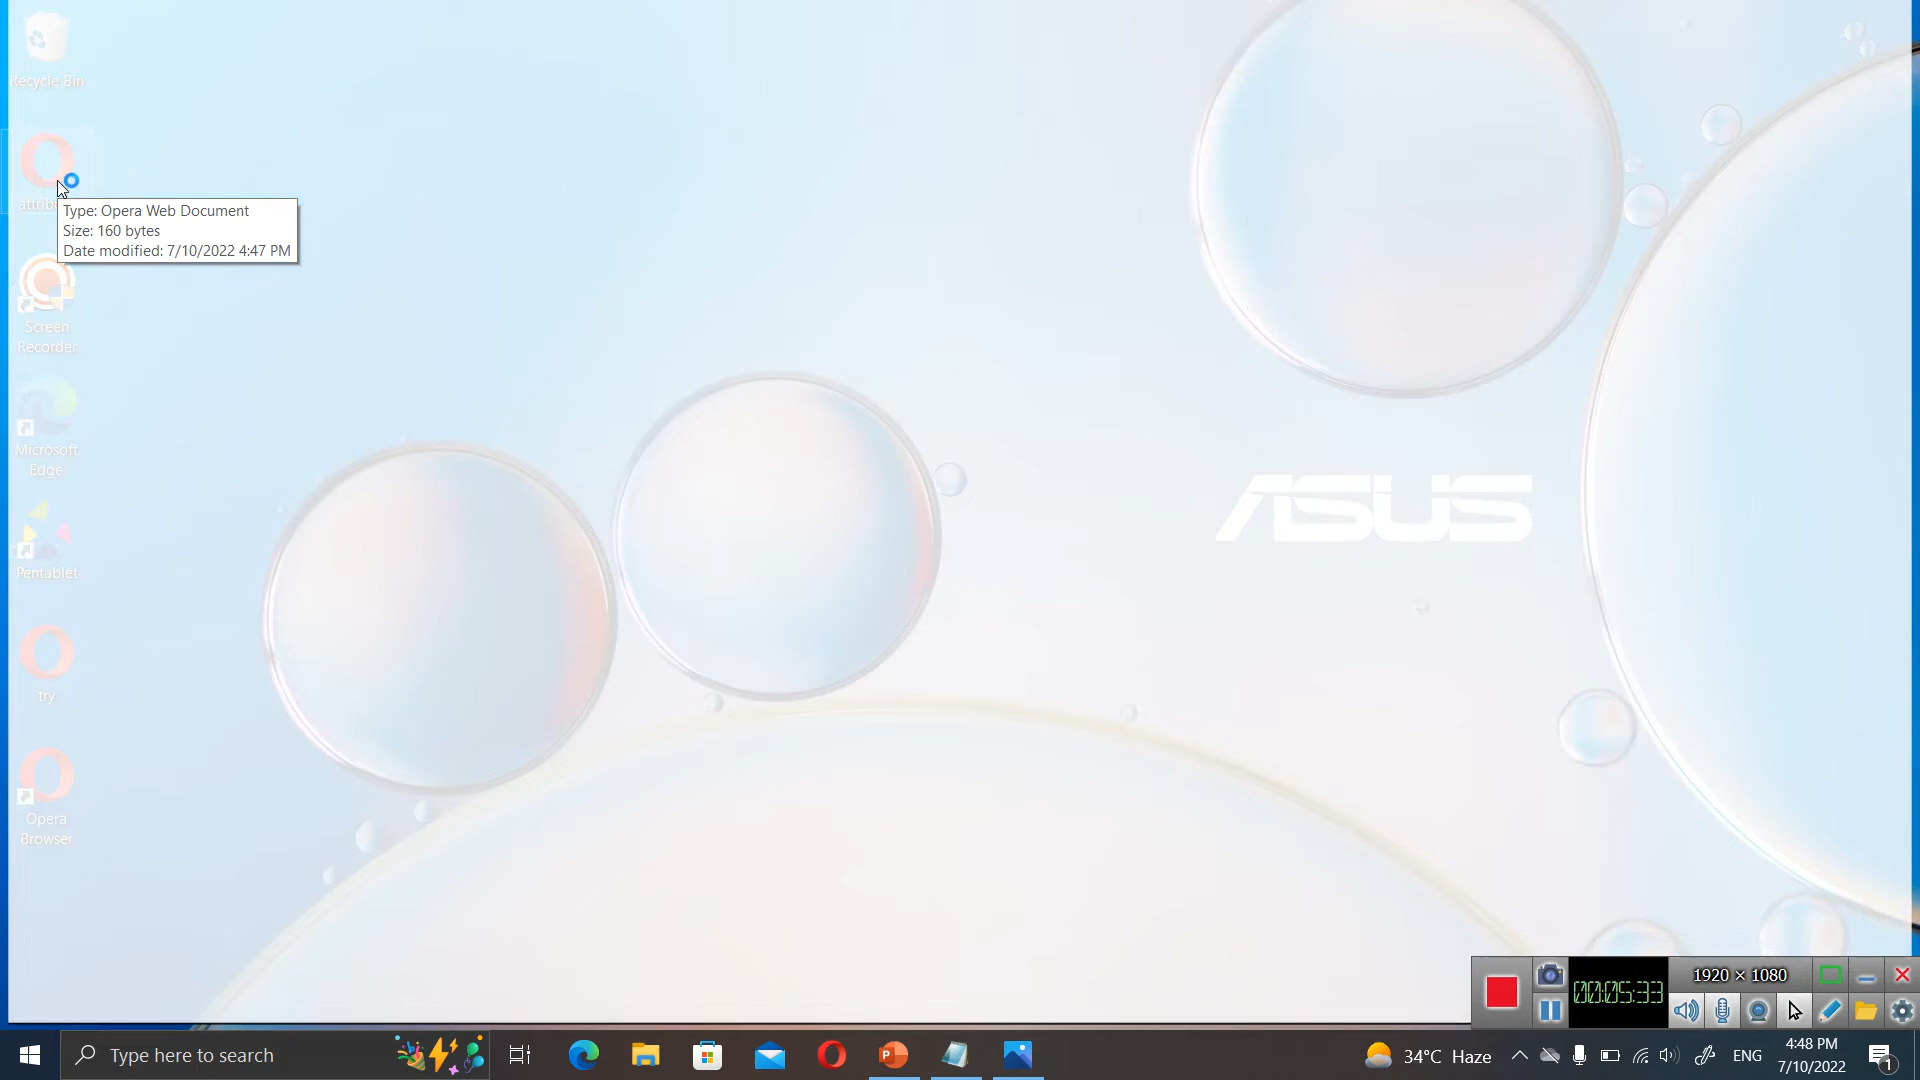 Recycle Bin
Type: Opera Web Document
Size: 160 bytes
Date modified: 7/10/2022 4:47 PM
Screen
Recorder
Microsoft
Edge
Pentablet
try
Opera
Browser
ASUS
1920 × 1080
00:05:33
Type here to search
34°C Haze
ENG
4:48 PM
7/10/2022
1